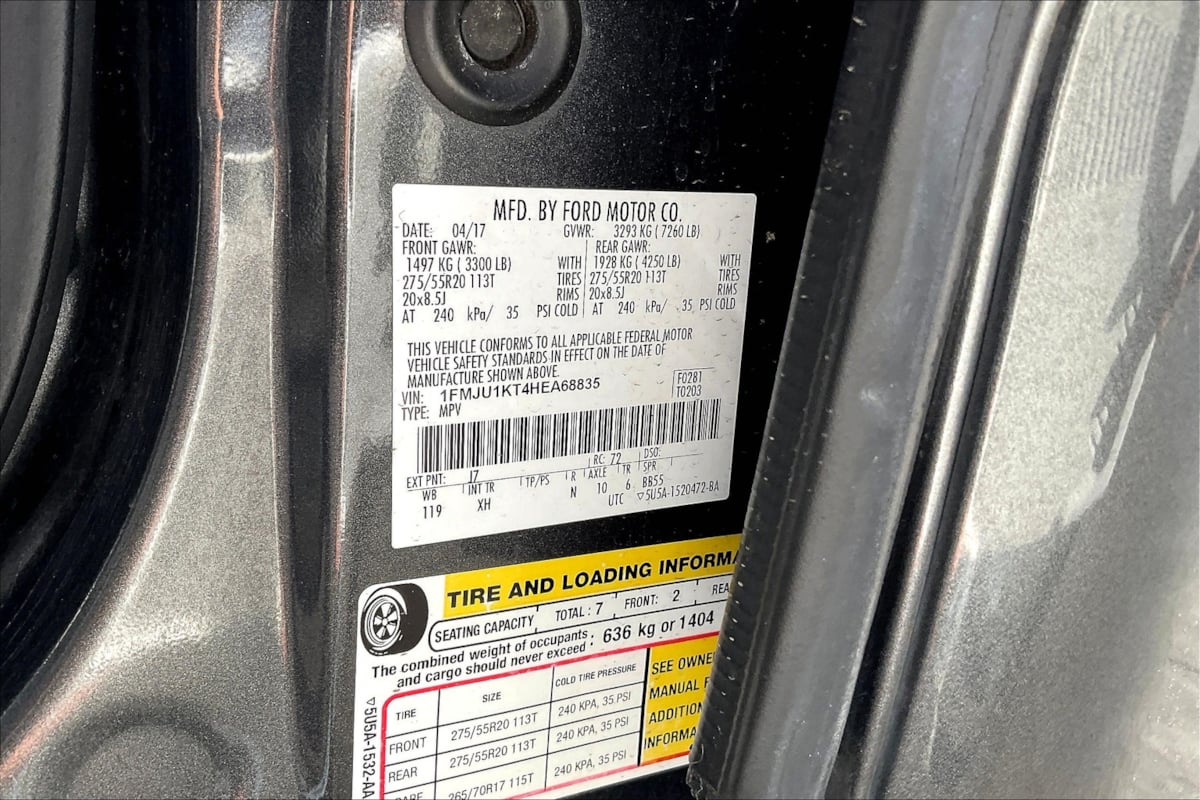 MFD. BY FORD MOTOR CO.
DATE: 04/17 GVWR: 3293 KG ( 7260 LB)
FRONT GAWR: REAR GAWR:
1497 KG ( 3300 LB) WITH 1928 KG ( 4250 LB) WITH
275/55R20 113T TIRES 275/55R20 113T TIRES
20x8.5J RIMS 20x8.5J RIMS
AT 240 kPa/ 35 PSI COLD AT 240 kPa/ 35 PSI COLD
THIS VEHICLE CONFORMS TO ALL APPLICABLE FEDERAL MOTOR
VEHICLE SAFETY STANDARDS IN EFFECT ON THE DATE OF
MANUFACTURE SHOWN ABOVE.
VIN: 1FMJU1KT4HEA68835 F0281
TYPE: MPV T0203
EXT PNT: J7 RC: 72 DSO:
WB INT TR TP/PS R AXLE TR SPR
119 XH N 10 6 BB55
UTC ▽5U5A-1520472-BA
TIRE AND LOADING
SEATING CAPACITY TOTAL : 7 FRONT: 2
The combined weight of occupants : 636 kg or 1404
and cargo should never exceed
TIRE SIZE COLD TIRE PRESSURE SEE
FRONT 275/55R20 113T 240 KPA, 35 PSI MANUAL
REAR 275/55R20 113T 240 KPA, 35 PSI
265/70R17 115T 240 KPA, 35 PSI
▽5U5A-1532-AA